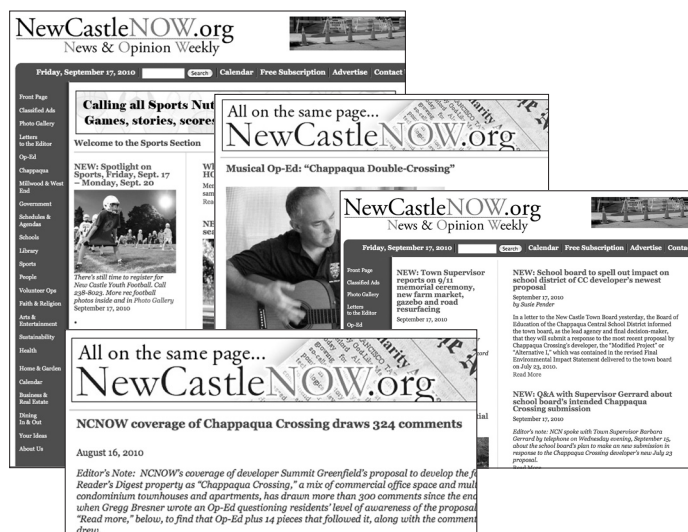 NewCastleNOW.org
News & Opinion Weekly
Friday, September 17, 2010 Search Calendar Free Subscription Advertise Contact
Front Page
Classified Ads
Photo Gallery
Letters
to the Editor
Op-Ed
Chappaqua
Millwood & West
End
Government
Schedules &
Agendas
Schools
Library
Sports
People
Volunteer Ops
Faith & Religion
Arts &
Entertainment
Sustainability
Health
Home & Garden
Calendar
Business &
Real Estate
Dining
In & Out
Your Ideas
About Us
Calling all Sports Nut
Games, stories, scores
Welcome to the Sports Section
NEW: Spotlight on
Sports, Friday, Sept. 17
– Monday, Sept. 20
There's still time to register for
New Castle Youth Football. Call
238-8023. More rec football
photos inside and in Photo Gallery
September 17, 2010
All on the same page...
NewCastleNOW.org
Musical Op-Ed: “Chappaqua Double-Crossing”
NewCastleNOW.org
News & Opinion Weekly
Friday, September 17, 2010 Search Calendar Free Subscription Advertise Conta
Front Page
Classified Ads
Photo Gallery
Letters
to the Editor
Op-Ed
NEW: Town Supervisor
reports on 9/11
memorial ceremony,
new farm market,
gazebo and road
resurfacing
September 17, 2010
NEW: School board to spell out impact on
school district of CC developer's newest
proposal
September 17, 2010
by Susie Pender
In a letter to the New Castle Town Board yesterday, the Board of
Education of the Chappaqua Central School District informed
the town board, as the lead agency and final decision-maker,
that they will submit a response to the most recent proposal by
Chappaqua Crossing's developer, the “Modified Project” or
“Alternative I,” which was contained in the revised Final
Environmental Impact Statement delivered to the town board
on July 23, 2010.
Read More
NEW: Q&A with Supervisor Gerrard about
school board's intended Chappaqua
Crossing submission
September 17, 2010
Editor's note: NCN spoke with Town Supervisor Barbara
Gerrard by telephone on Wednesday evening, September 15,
about the school board's plan to make an new submission in
response to the Chappaqua Crossing developer's new July 23
proposal.
Read More
All on the same page...
NewCastleNOW.org
NCNOW coverage of Chappaqua Crossing draws 324 comments
August 16, 2010
Editor's Note: NCNOW's coverage of developer Summit Greenfield's proposal to develop the fo
Reader's Digest property as “Chappaqua Crossing,” a mix of commercial office space and mul
condominium townhouses and apartments, has drawn more than 300 comments since the end
when Gregg Bresner wrote an Op-Ed questioning residents' level of awareness of the proposal
“Read more,” below, to find that Op-Ed plus 14 pieces that followed it, along with the comment
drew.